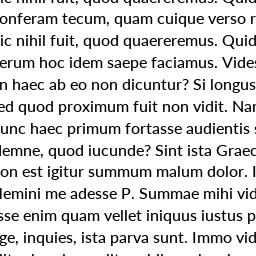 ic nihil fuit, quod quaereremus. Quid
onferam tecum, quam cuique verso r
ic nihil fuit, quod quaereremus. Quid
erum hoc idem saepe faciamus. Vides
n haec ab eo non dicuntur? Si longus
ed quod proximum fuit non vidit. Nar
unc haec primum fortasse audientis s
lemne, quod iucunde? Sint ista Graec
on est igitur summum malum dolor. I
lemini me adesse P. Summae mihi vid
sse enim quam vellet iniquus iustus p
ge, inquies, ista parva sunt. Immo vid